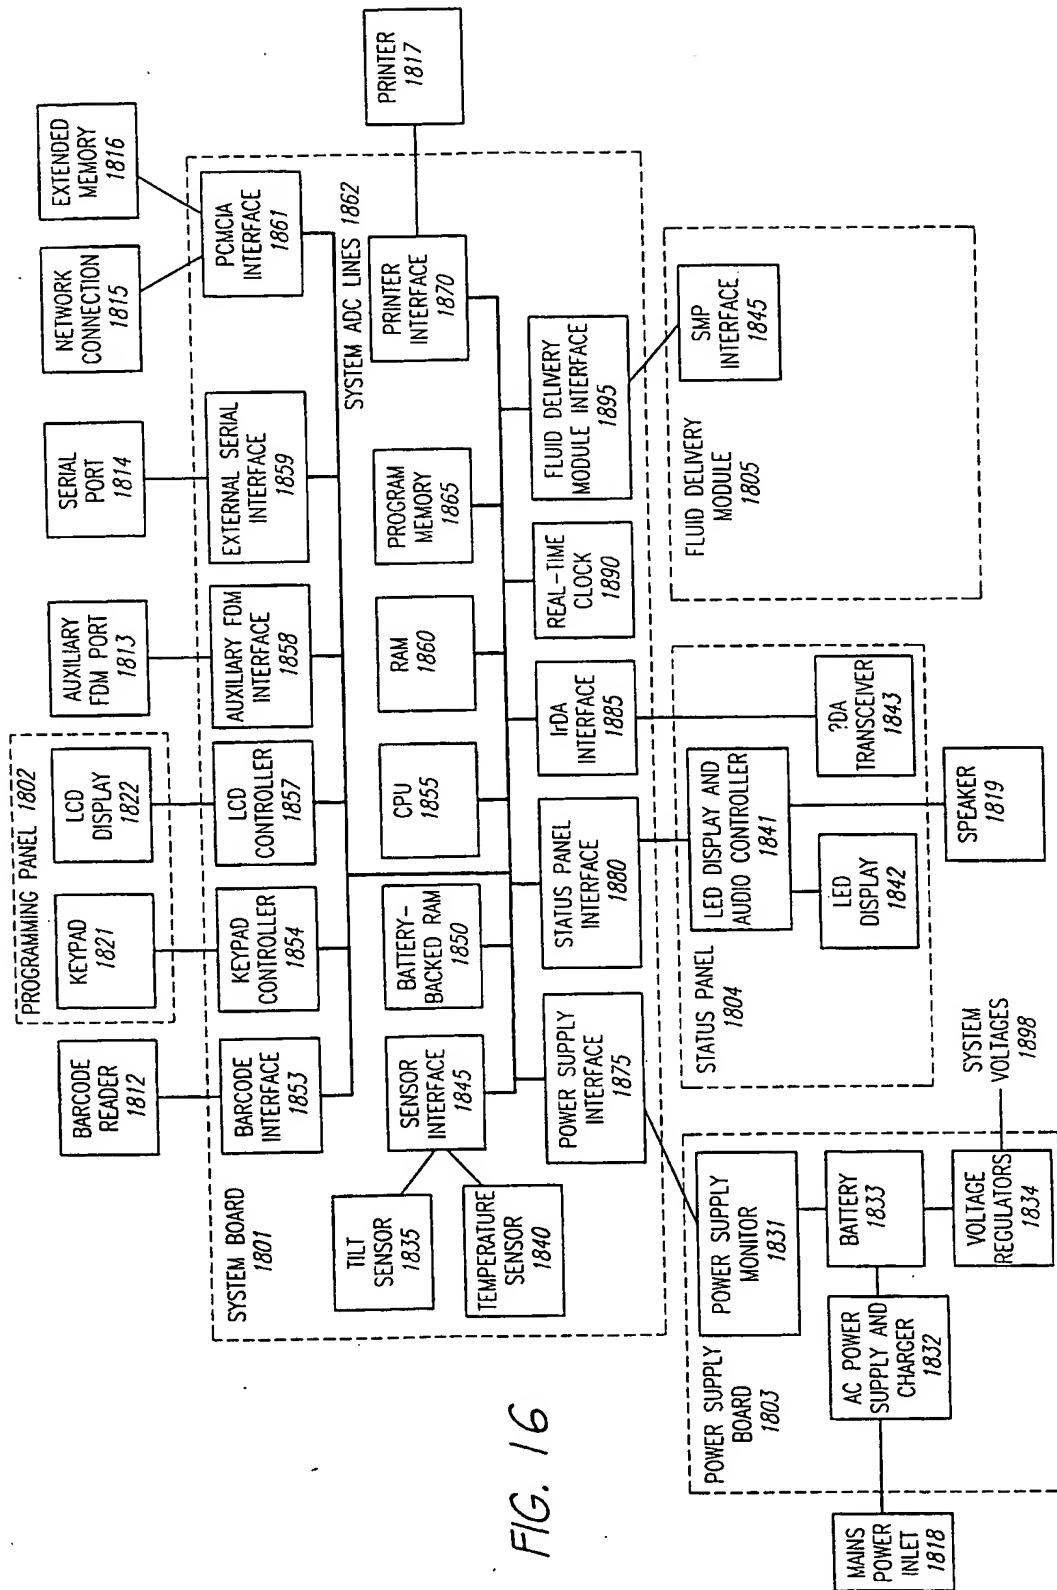 PROGRAMMING PANEL 1802
BARCODE
READER
1812
KEYPAD
1821
LCD
DISPLAY
1822
AUXILIARY
FDM PORT
1813
SERIAL
PORT
1814
NETWORK
CONNECTION
1815
EXTENDED
MEMORY
1816
SYSTEM BOARD
1801
BARCODE
INTERFACE
1853
KEYPAD
CONTROLLER
1854
LCD
CONTROLLER
1857
AUXILIARY FDM
INTERFACE
1858
EXTERNAL SERIAL
INTERFACE
1859
PCMCIA
INTERFACE
1861
SYSTEM ADC LINES 1862
TILT
SENSOR
1835
TEMPERATURE
SENSOR
1840
SENSOR
INTERFACE
1845
BATTERY-
BACKED RAM
1850
CPU
1855
RAM
1860
PROGRAM
MEMORY
1865
PRINTER
INTERFACE
1870
PRINTER
1817
POWER SUPPLY
INTERFACE
1875
STATUS PANEL
INTERFACE
1880
IrDA
INTERFACE
1885
REAL-TIME
CLOCK
1890
FLUID DELIVERY
MODULE INTERFACE
1895
POWER SUPPLY
BOARD
1803
POWER SUPPLY
MONITOR
1831
MAINS
POWER
INLET
1818
AC POWER
SUPPLY AND
CHARGER
1832
BATTERY
1833
VOLTAGE
REGULATORS
1834
SYSTEM
VOLTAGES
1898
STATUS PANEL
1804
LED DISPLAY AND
AUDIO CONTROLLER
1841
LED
DISPLAY
1842
?DA
TRANSCEIVER
1843
SPEAKER
1819
FLUID DELIVERY
MODULE
1805
SMP
INTERFACE
1845
FIG. 16